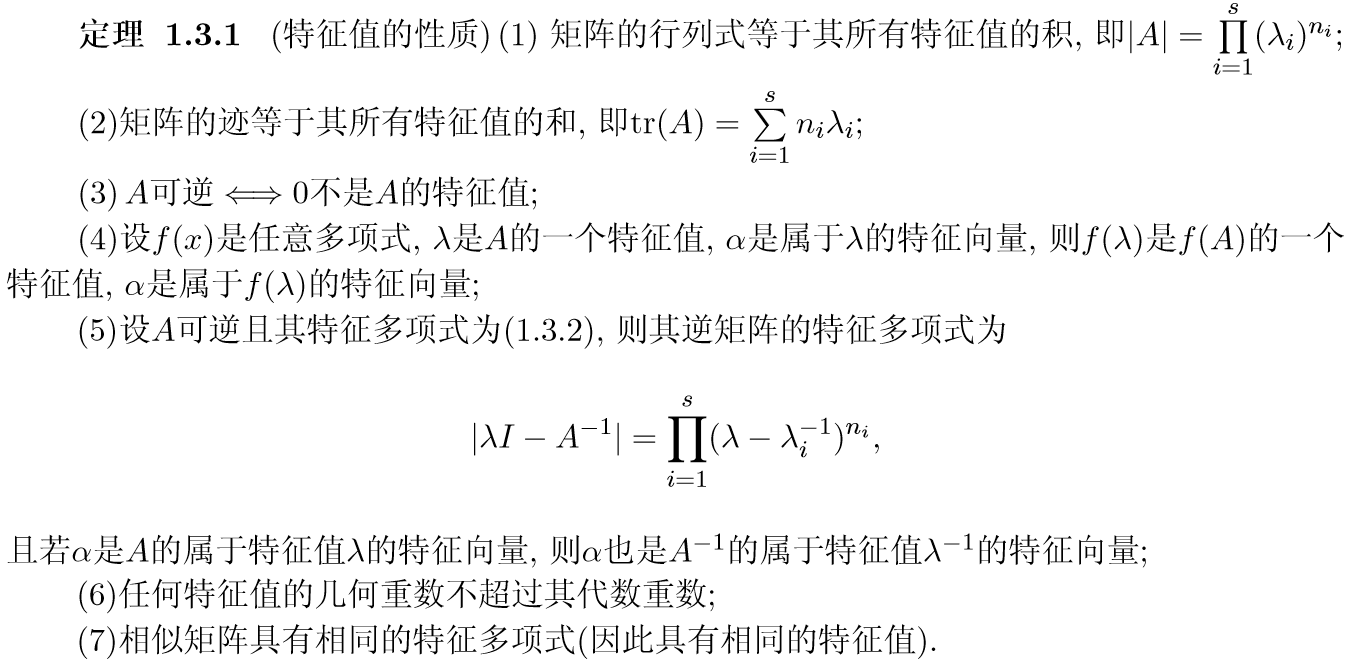 定理 1.3.1 (特征值的性质) (1) 矩阵的行列式等于其所有特征值的积, 即$|A| = \prod\limits_{i=1}^{s}(\lambda_i)^{n_i}$;
(2)矩阵的迹等于其所有特征值的和, 即$\mathrm{tr}(A) = \sum\limits_{i=1}^{s} n_i\lambda_i$;
(3) $A$可逆 $\Longleftrightarrow$ 0不是$A$的特征值;
(4)设$f(x)$是任意多项式, $\lambda$是$A$的一个特征值, $\alpha$是属于$\lambda$的特征向量, 则$f(\lambda)$是$f(A)$的一个
特征值, $\alpha$是属于$f(\lambda)$的特征向量;
(5)设$A$可逆且其特征多项式为(1.3.2), 则其逆矩阵的特征多项式为
$|\lambda I - A^{-1}| = \prod\limits_{i=1}^{s}(\lambda - \lambda_i^{-1})^{n_i},$
且若$\alpha$是$A$的属于特征值$\lambda$的特征向量, 则$\alpha$也是$A^{-1}$的属于特征值$\lambda^{-1}$的特征向量;
(6)任何特征值的几何重数不超过其代数重数;
(7)相似矩阵具有相同的特征多项式(因此具有相同的特征值).